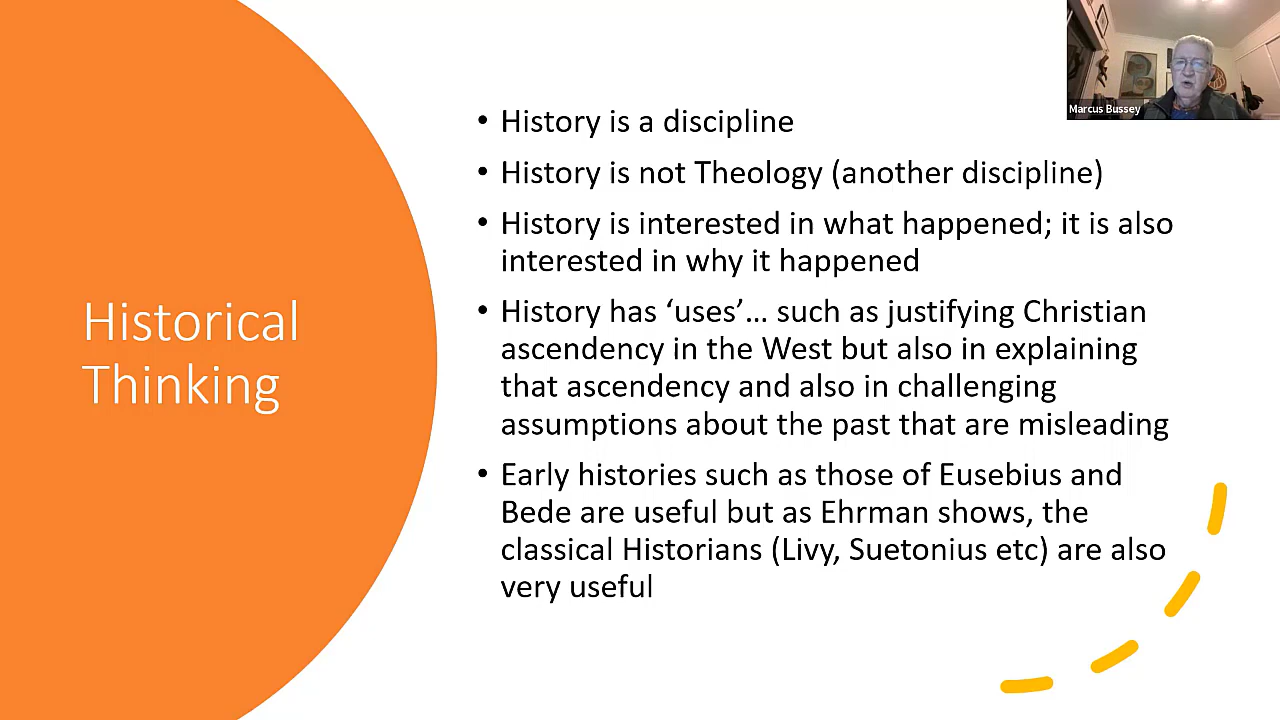 Historical
Thinking
• History is a discipline
• History is not Theology (another discipline)
• History is interested in what happened; it is also
interested in why it happened
• History has ‘uses’… such as justifying Christian
ascendency in the West but also in explaining
that ascendency and also in challenging
assumptions about the past that are misleading
• Early histories such as those of Eusebius and
Bede are useful but as Ehrman shows, the
classical Historians (Livy, Suetonius etc) are also
very useful
Marcus Bussey